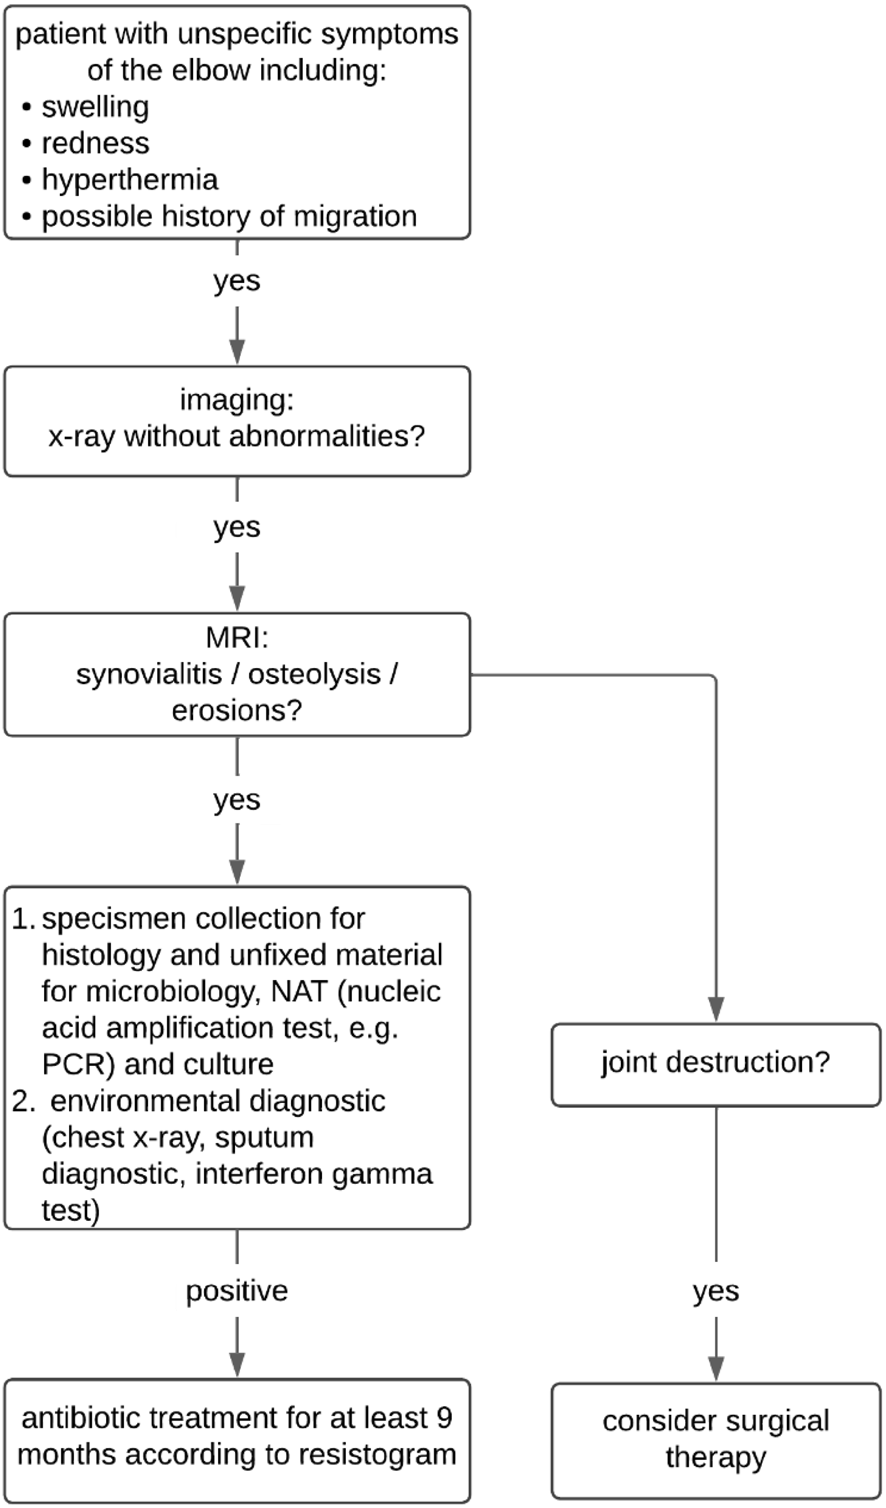 patient with unspecific symptoms
of the elbow including:
• swelling
• redness
• hyperthermia
• possible history of migration
yes
imaging:
x-ray without abnormalities?
yes
MRI:
synovialitis / osteolysis /
erosions?
yes
1. specismen collection for
histology and unfixed material
for microbiology, NAT (nucleic
acid amplification test, e.g.
PCR) and culture
2. environmental diagnostic
(chest x-ray, sputum
diagnostic, interferon gamma
test)
positive
antibiotic treatment for at least 9
months according to resistogram
joint destruction?
yes
consider surgical
therapy